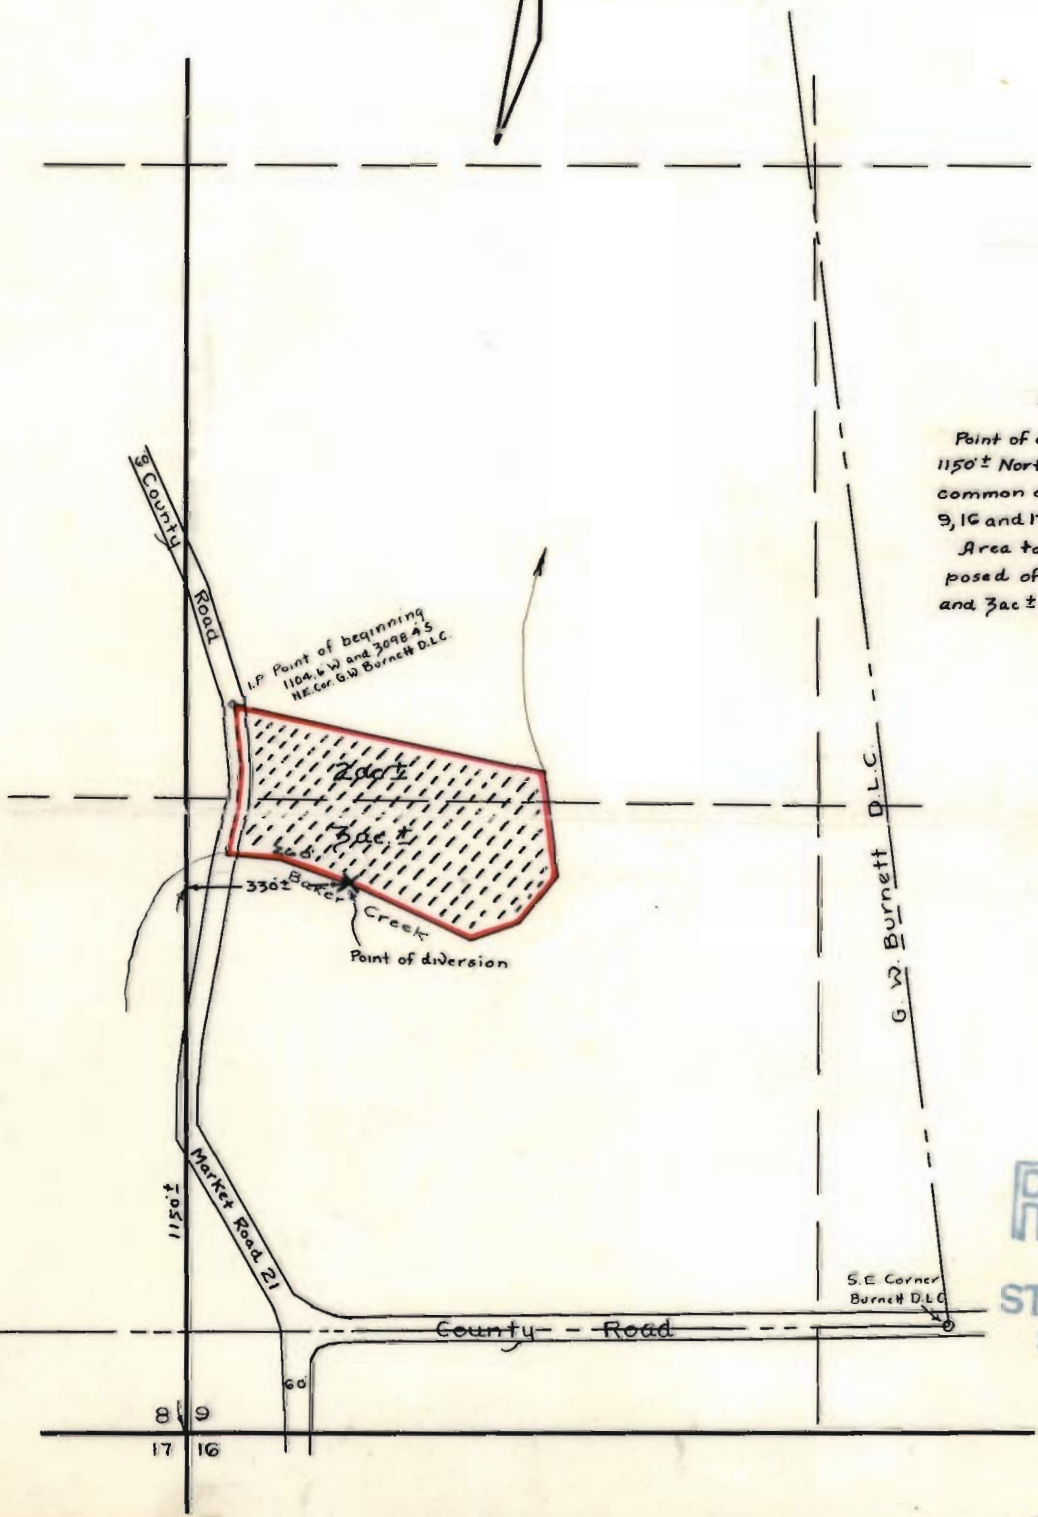 60'
County
Road
I.P. Point of beginning
1104.6 W and 3098.4 S
N.E. Cor. G.W. Burnett D.L.C.
Point of
1150'± Nort
common
9, 16 and 1
Area to
posed of
and 3ac ±
2ac ±
3ac. ±
330'±
Baker Creek
Point of diversion
G. W. Burnett D.L.C.
1150'±
Market Road 21
S.E Corner
Burnett D.L.C
ST
County Road
60'
8 9
17 16